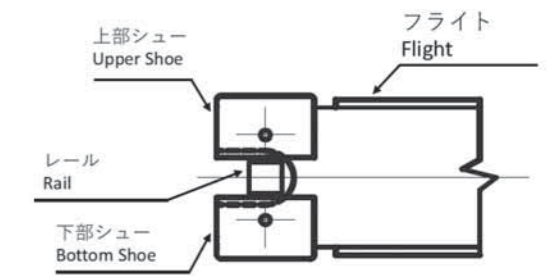 上部シュー
Upper Shoe
フライト
Flight
レール
Rail
下部シュー
Bottom Shoe